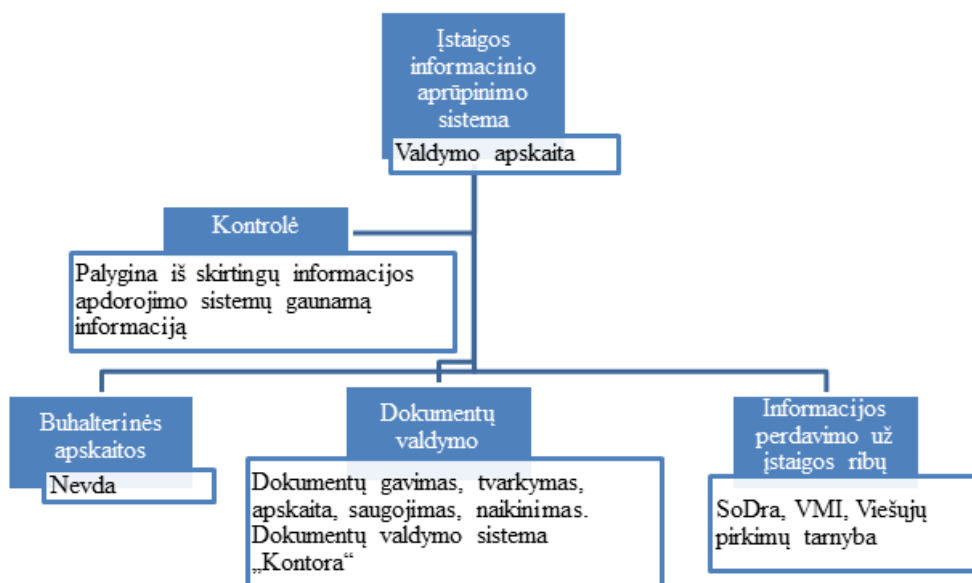 Įstaigos
informacinio
aprūpinimo
sistema
Valdymo apskaita
Kontrolė
Palygina iš skirtingų informacijos
apdorojimo sistemų gaunamą
informaciją
Buhalterinės
apskaitos
Nevda
Dokumentų
valdymo
Dokumentų gavimas, tvarkymas,
apskaita, saugojimas, naikinimas.
Dokumentų valdymo sistema
„Kontora“
Informacijos
perdavimo už
įstaigos ribų
SoDra, VMI, Viešųjų
pirkimų tarnyba